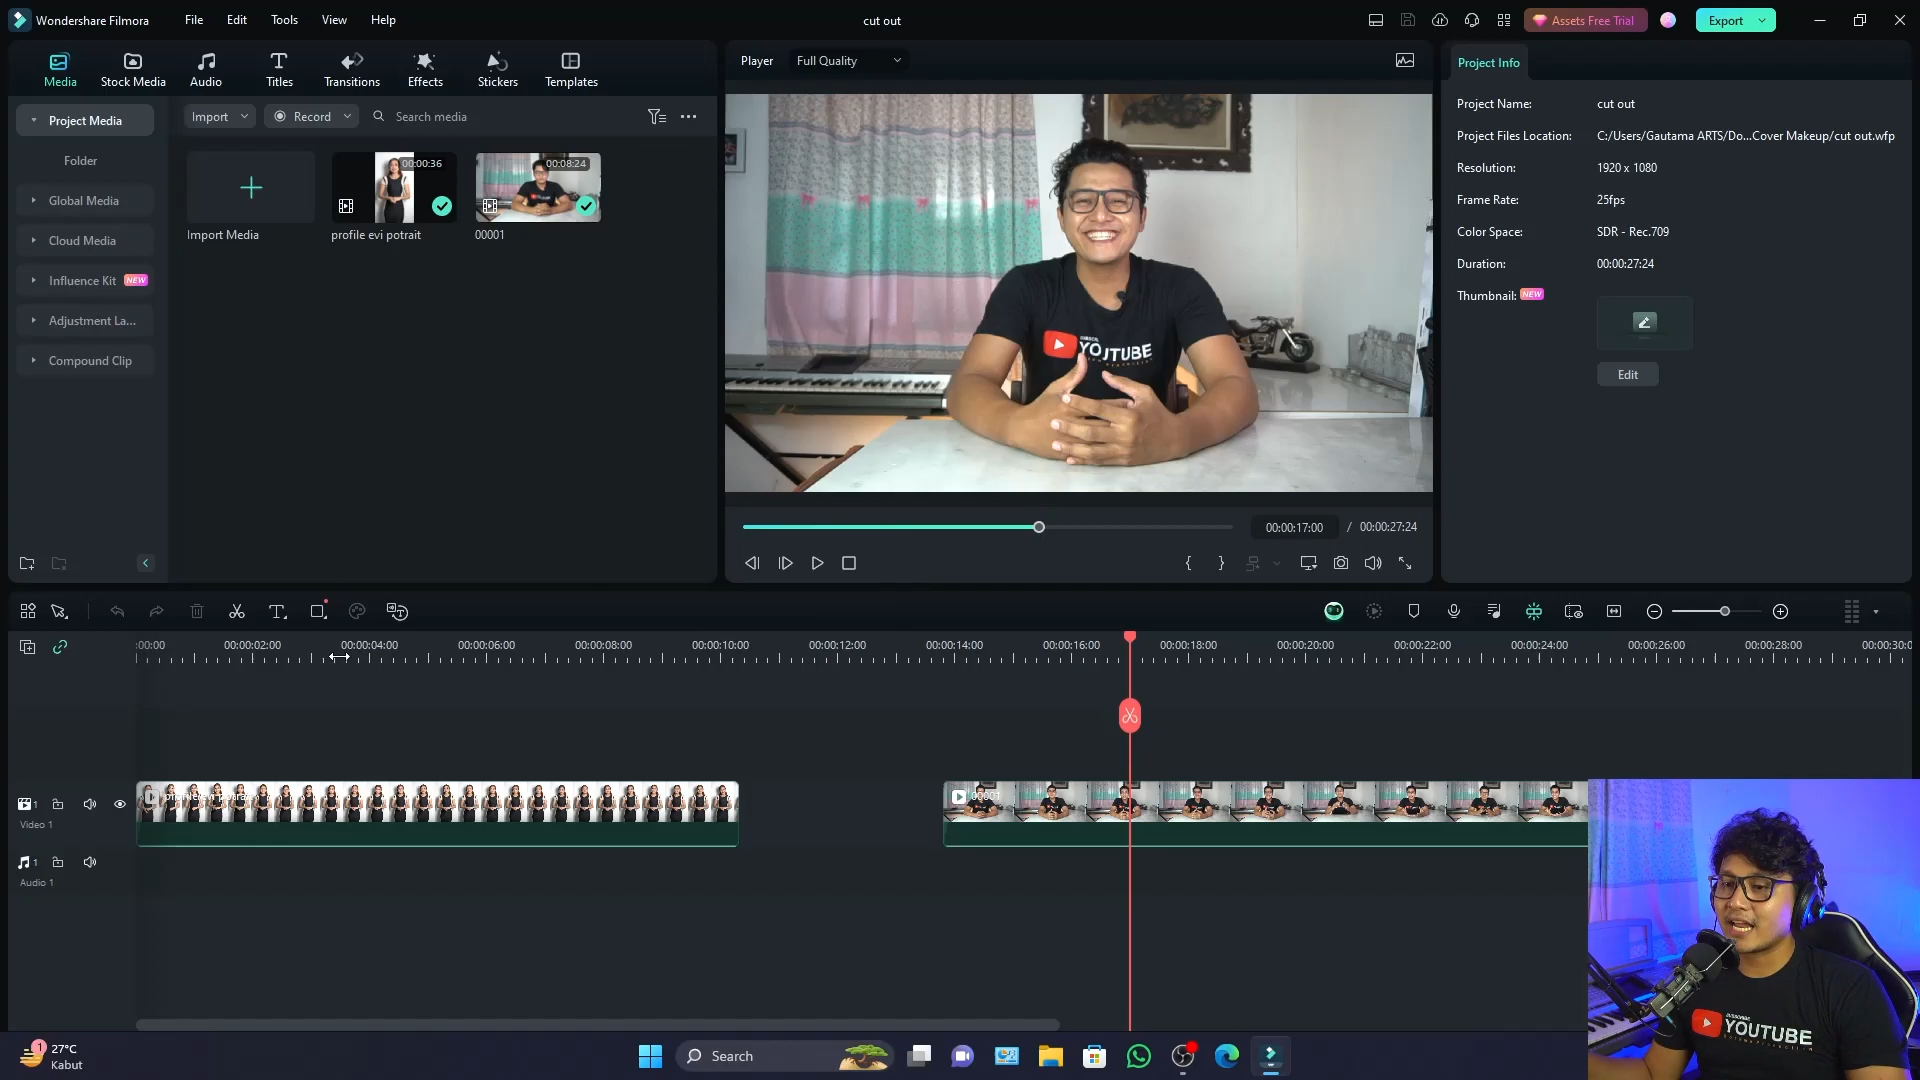 Wondershare Filmora
File
Edit
Tools
View
Help
cut out
Assets Free Trial
Export
Media
Stock Media
Audio
Titles
Transitions
Effects
Stickers
Templates
Player
Full Quality
Project Info
Project Media
Folder
Global Media
Cloud Media
Influence Kit NEW
Adjustment La...
Compound Clip
Import
Record
Search media
Import Media
00:00:36
profile evi potrait
00:08:24
00001
YOUTUBE
Project Name: cut out
Project Files Location: C:/Users/Gautama ARTS/Do...Cover Makeup/cut out.wfp
Resolution: 1920 x 1080
Frame Rate: 25fps
Color Space: SDR - Rec.709
Duration: 00:00:27:24
Thumbnail: NEW
Edit
00:00:17:00 / 00:00:27:24
:00:00
00:00:02:00
00:00:04:00
00:00:06:00
00:00:08:00
00:00:10:00
00:00:12:00
00:00:14:00
00:00:16:00
00:00:18:00
00:00:20:00
00:00:22:00
00:00:24:00
00:00:26:00
00:00:28:00
00:00:30:0
1
Video 1
00001
1
Audio 1
YOUTUBE
1
27°C
Kabut
Search